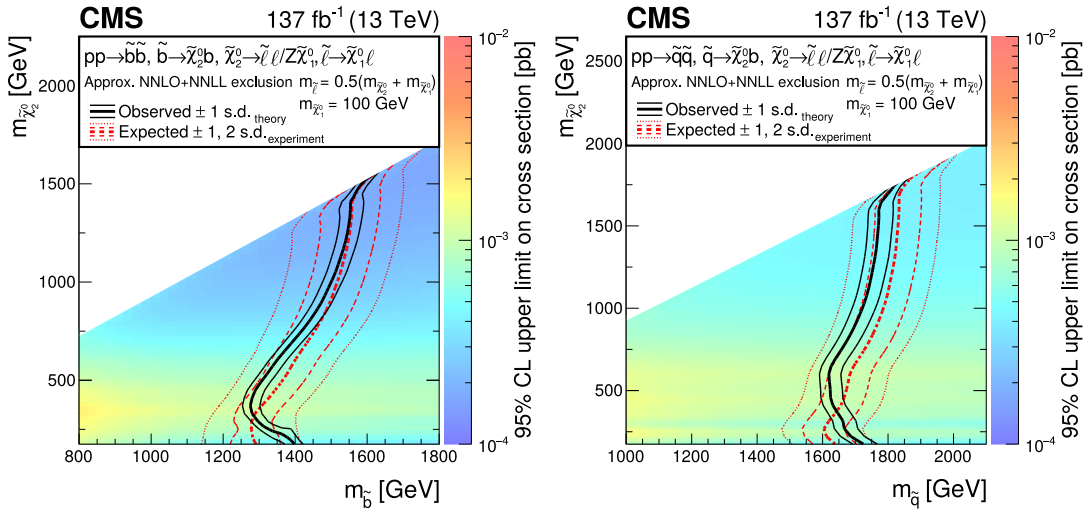 CMS 137 fb⁻¹ (13 TeV)
pp→b̃b̃, b̃→χ̃⁰₂b, χ̃⁰₂→ℓ̃ℓ/Zχ̃⁰₁, ℓ̃→χ̃⁰₁ℓ
Approx. NNLO+NNLL exclusion m_ℓ̃ = 0.5(m_χ̃⁰₂ + m_χ̃⁰₁)
Observed ± 1 s.d. theory m_χ̃⁰₁ = 100 GeV
Expected ± 1, 2 s.d. experiment
m_χ̃⁰₂ [GeV]
2000
1500
1000
500
800 1000 1200 1400 1600 1800
m_b̃ [GeV]
10⁻²
10⁻³
10⁻⁴
95% CL upper limit on cross section [pb]
CMS 137 fb⁻¹ (13 TeV)
pp→q̃q̃, q̃→χ̃⁰₂b, χ̃⁰₂→ℓ̃ℓ/Zχ̃⁰₁, ℓ̃→χ̃⁰₁ℓ
Approx. NNLO+NNLL exclusion m_ℓ̃ = 0.5(m_χ̃⁰₂ + m_χ̃⁰₁)
Observed ± 1 s.d. theory m_χ̃⁰₁ = 100 GeV
Expected ± 1, 2 s.d. experiment
m_χ̃⁰₂ [GeV]
2500
2000
1500
1000
500
1000 1200 1400 1600 1800 2000
m_q̃ [GeV]
10⁻²
10⁻³
10⁻⁴
95% CL upper limit on cross section [pb]